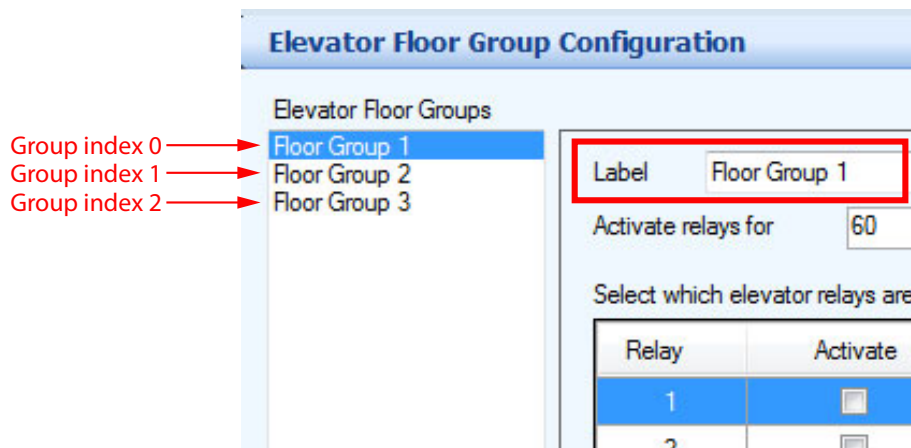 Elevator Floor Group Configuration
Elevator Floor Groups
Group index 0
Group index 1
Group index 2
Floor Group 1
Floor Group 2
Floor Group 3
Label Floor Group 1
Activate relays for 60
Select which elevator relays are
Relay Activate
1
2